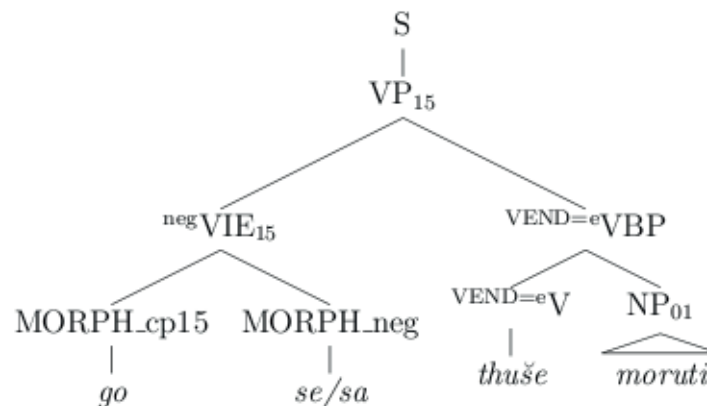 S
VP₁₅
ⁿᵉᵍVIE₁₅ ⱽᴱᴺᴰ⁼ᵉVBP
MORPH_cp15 MORPH_neg ⱽᴱᴺᴰ⁼ᵉV NP₀₁
go se/sa thuše moruti